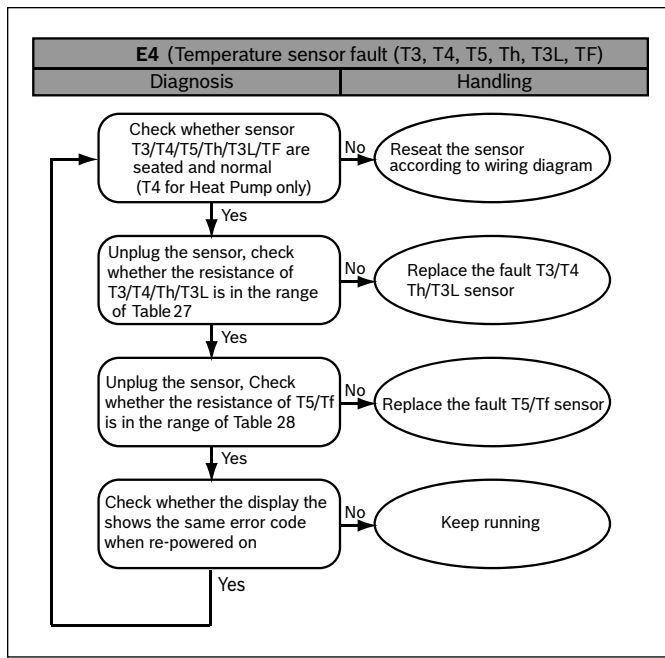 E4 (Temperature sensor fault (T3, T4, T5, Th, T3L, TF)
Diagnosis
Handling
Check whether sensor
T3/T4/T5/Th/T3L/TF are
seated and normal
(T4 for Heat Pump only)
No
Reseat the sensor
according to wiring diagram
Yes
Unplug the sensor, check
whether the resistance of
T3/T4/Th/T3L is in the range
of Table 27
No
Replace the fault T3/T4
Th/T3L sensor
Yes
Unplug the sensor, Check
whether the resistance of T5/Tf
is in the range of Table 28
No
Replace the fault T5/Tf sensor
Yes
Check whether the display the
shows the same error code
when re-powered on
No
Keep running
Yes